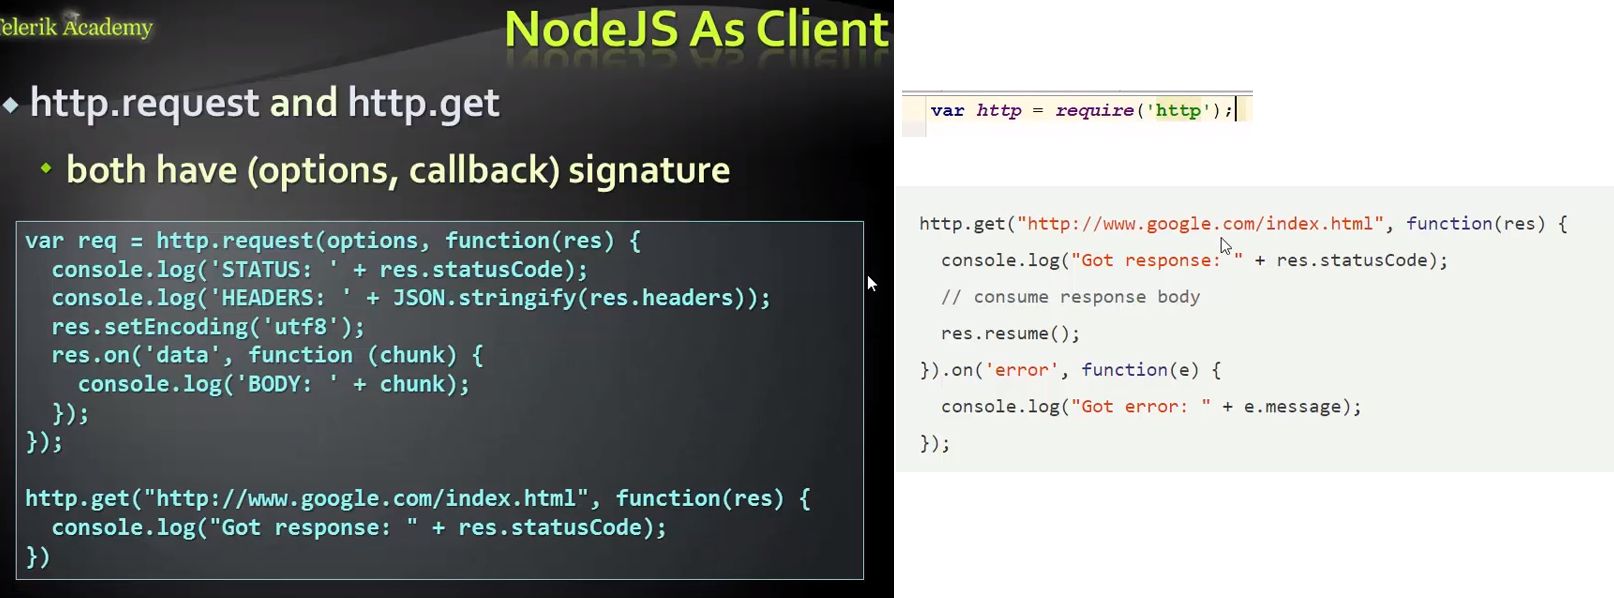 Telerik Academy
NodeJS As Client
http.request and http.get
both have (options, callback) signature
var req = http.request(options, function(res) {
  console.log('STATUS: ' + res.statusCode);
  console.log('HEADERS: ' + JSON.stringify(res.headers));
  res.setEncoding('utf8');
  res.on('data', function (chunk) {
    console.log('BODY: ' + chunk);
  });
});
http.get("http://www.google.com/index.html", function(res) {
  console.log("Got response: " + res.statusCode);
})
var http = require('http');
http.get("http://www.google.com/index.html", function(res) {
  console.log("Got response: " + res.statusCode);
  // consume response body
  res.resume();
}).on('error', function(e) {
  console.log("Got error: " + e.message);
});